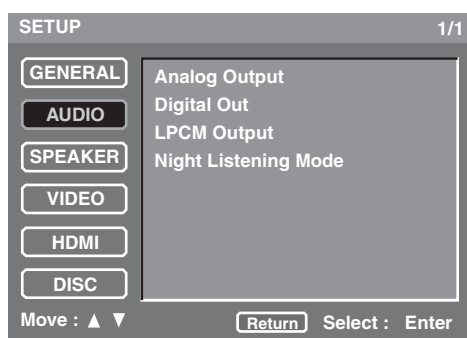 SETUP 1/1
GENERAL
AUDIO
SPEAKER
VIDEO
HDMI
DISC
Analog Output
Digital Out
LPCM Output
Night Listening Mode
Move : ▲ ▼ Return Select : Enter